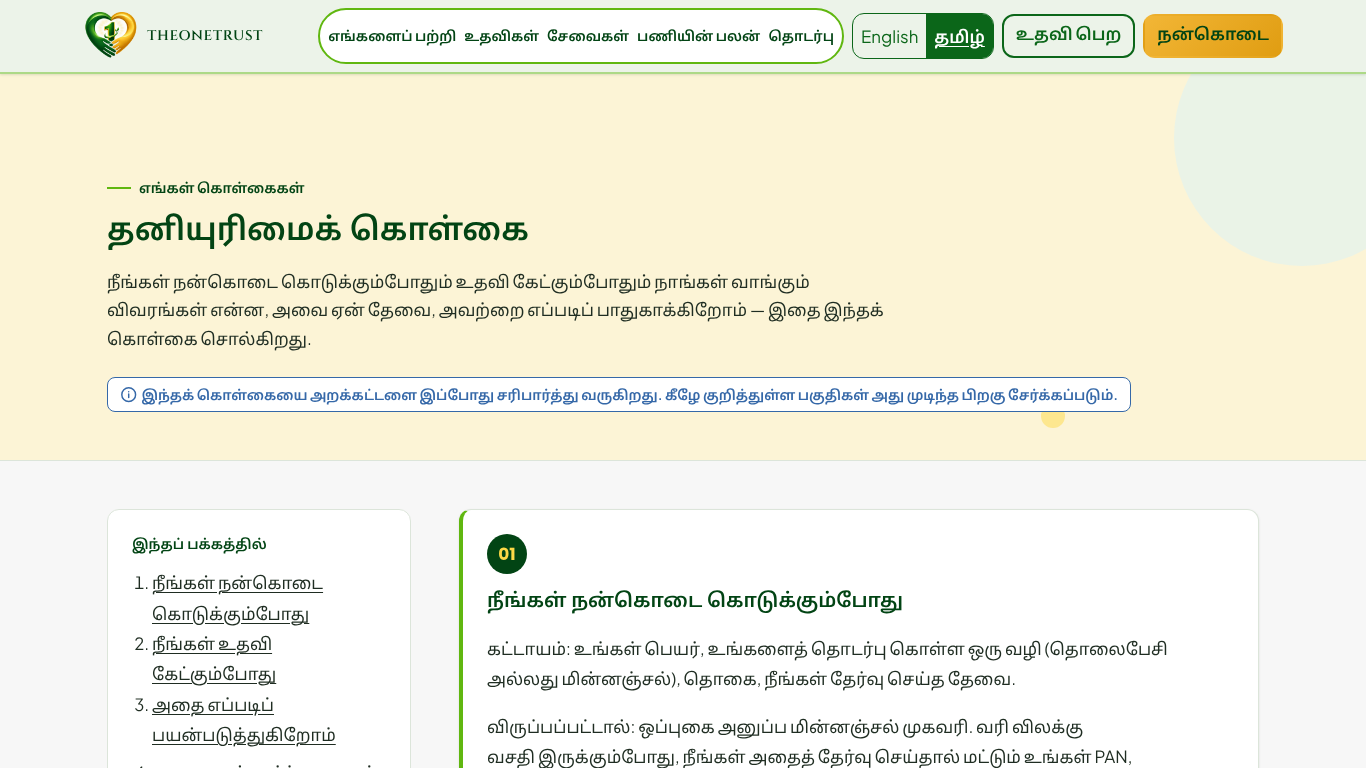 THEONETRUST
எங்களைப் பற்றி உதவிகள் சேவைகள் பணியின் பலன் தொடர்பு
English தமிழ்
உதவி பெற
நன்கொடை
எங்கள் கொள்கைகள்
தனியுரிமைக் கொள்கை
நீங்கள் நன்கொடை கொடுக்கும்போதும் உதவி கேட்கும்போதும் நாங்கள் வாங்கும்
விவரங்கள் என்ன, அவை ஏன் தேவை, அவற்றை எப்படிப் பாதுகாக்கிறோம் — இதை இந்தக்
கொள்கை சொல்கிறது.
இந்தக் கொள்கையை அறக்கட்டளை இப்போது சரிபார்த்து வருகிறது. கீழே குறித்துள்ள பகுதிகள் அது முடிந்த பிறகு சேர்க்கப்படும்.
இந்தப் பக்கத்தில்
1. நீங்கள் நன்கொடை
கொடுக்கும்போது
2. நீங்கள் உதவி
கேட்கும்போது
3. அதை எப்படிப்
பயன்படுத்துகிறோம்
01
நீங்கள் நன்கொடை கொடுக்கும்போது
கட்டாயம்: உங்கள் பெயர், உங்களைத் தொடர்பு கொள்ள ஒரு வழி (தொலைபேசி
அல்லது மின்னஞ்சல்), தொகை, நீங்கள் தேர்வு செய்த தேவை.
விருப்பப்பட்டால்: ஒப்புகை அனுப்ப மின்னஞ்சல் முகவரி. வரி விலக்கு
வசதி இருக்கும்போது, நீங்கள் அதைத் தேர்வு செய்தால் மட்டும் உங்கள் PAN,